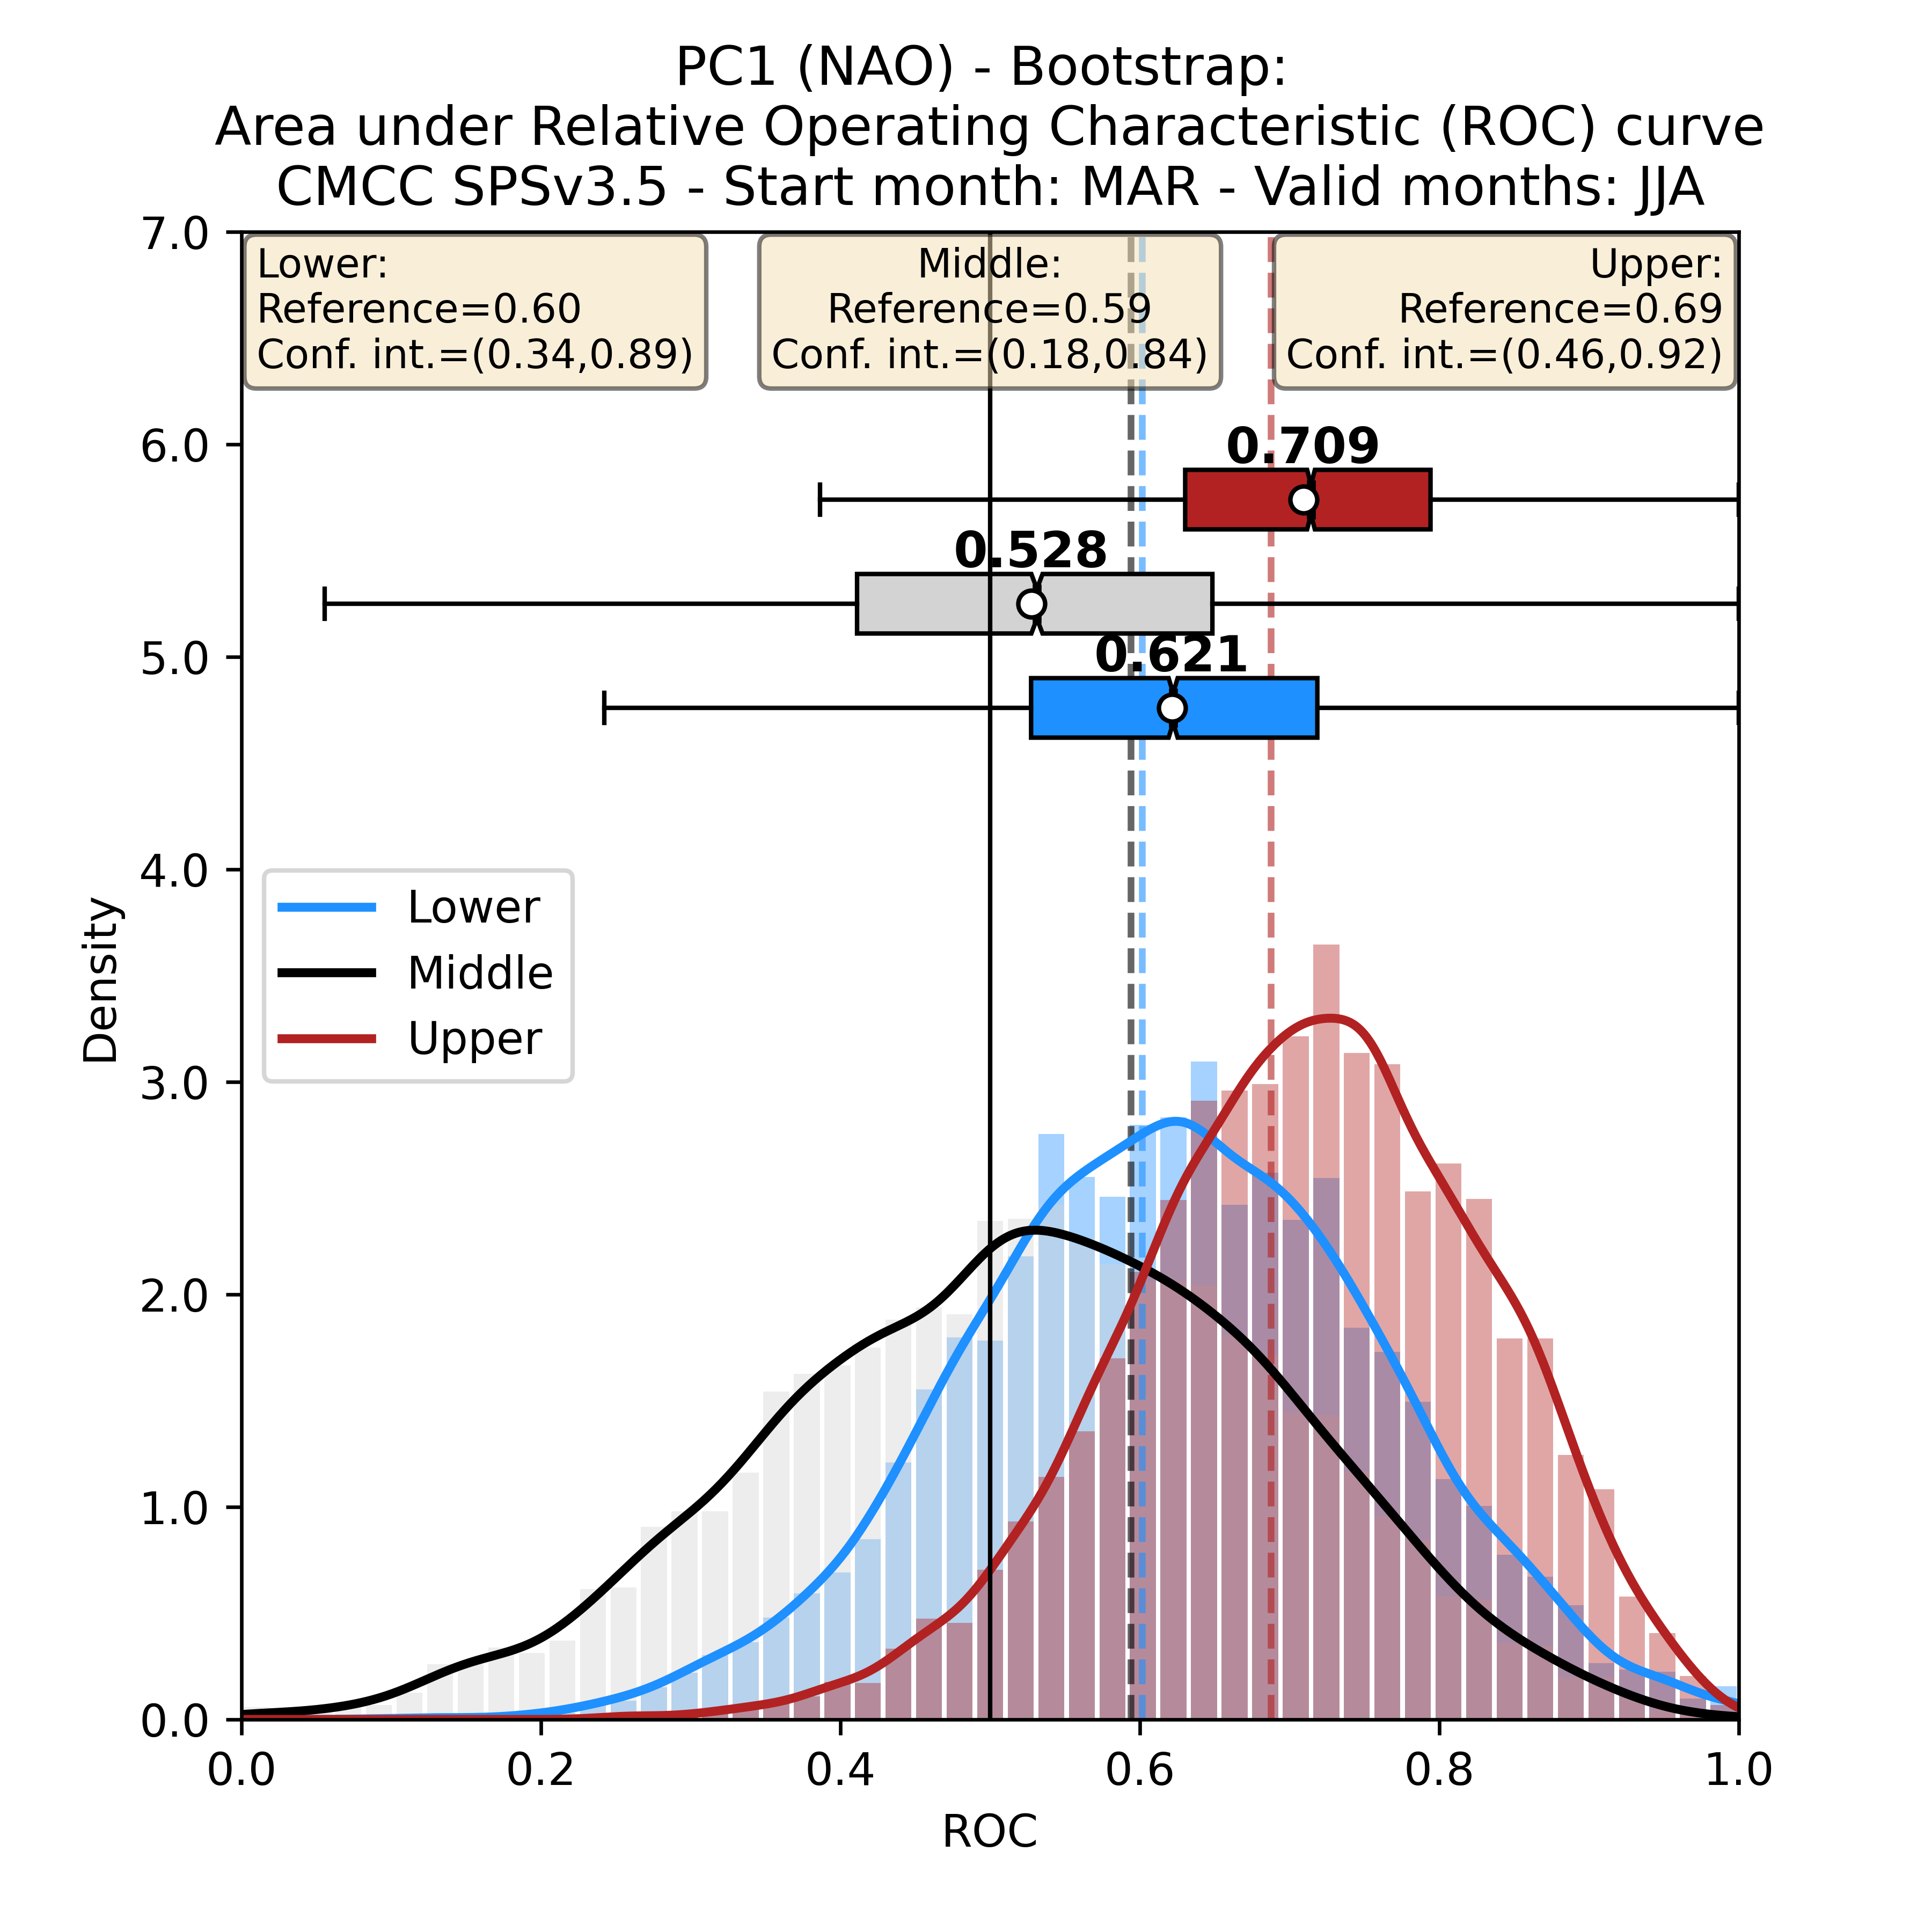 PC1 (NAO) - Bootstrap:
Area under Relative Operating Characteristic (ROC) curve
CMCC SPSv3.5 - Start month: MAR - Valid months: JJA
7.0
6.0
5.0
4.0
3.0
2.0
1.0
0.0
Density
Lower:
Reference=0.60
Conf. int.=(0.34,0.89)
Middle:
Reference=0.59
Conf. int.=(0.18,0.84)
Upper:
Reference=0.69
Conf. int.=(0.46,0.92)
0.709
0.528
0.621
Lower
Middle
Upper
0.0 0.2 0.4 0.6 0.8 1.0
ROC